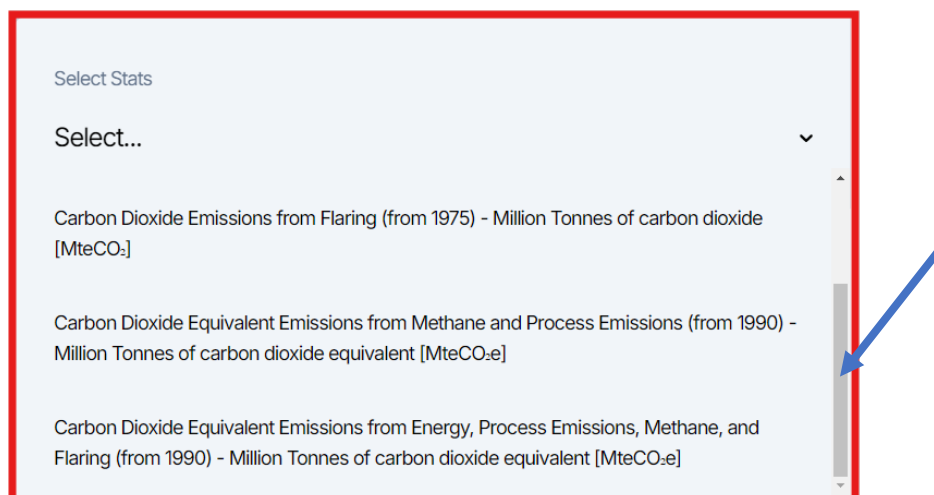 Select Stats
Select...
Carbon Dioxide Emissions from Flaring (from 1975) - Million Tonnes of carbon dioxide
[MteCO₂]
Carbon Dioxide Equivalent Emissions from Methane and Process Emissions (from 1990) -
Million Tonnes of carbon dioxide equivalent [MteCO₂e]
Carbon Dioxide Equivalent Emissions from Energy, Process Emissions, Methane, and
Flaring (from 1990) - Million Tonnes of carbon dioxide equivalent [MteCO₂e]